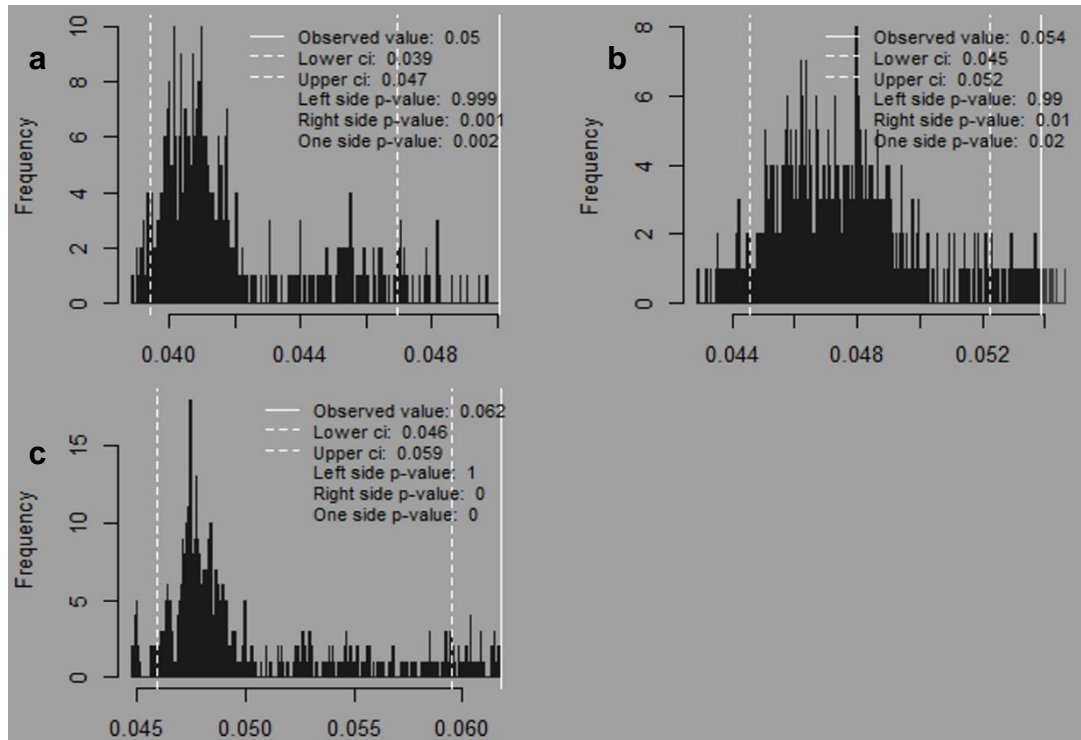 a
Frequency
0
2
4
6
8
10
0.040
0.044
0.048
Observed value: 0.05
Lower ci: 0.039
Upper ci: 0.047
Left side p-value: 0.999
Right side p-value: 0.001
One side p-value: 0.002
b
Frequency
0
2
4
6
8
0.044
0.048
0.052
Observed value: 0.054
Lower ci: 0.045
Upper ci: 0.052
Left side p-value: 0.99
Right side p-value: 0.01
One side p-value: 0.02
c
Frequency
0
5
10
15
0.045
0.050
0.055
0.060
Observed value: 0.062
Lower ci: 0.046
Upper ci: 0.059
Left side p-value: 1
Right side p-value: 0
One side p-value: 0